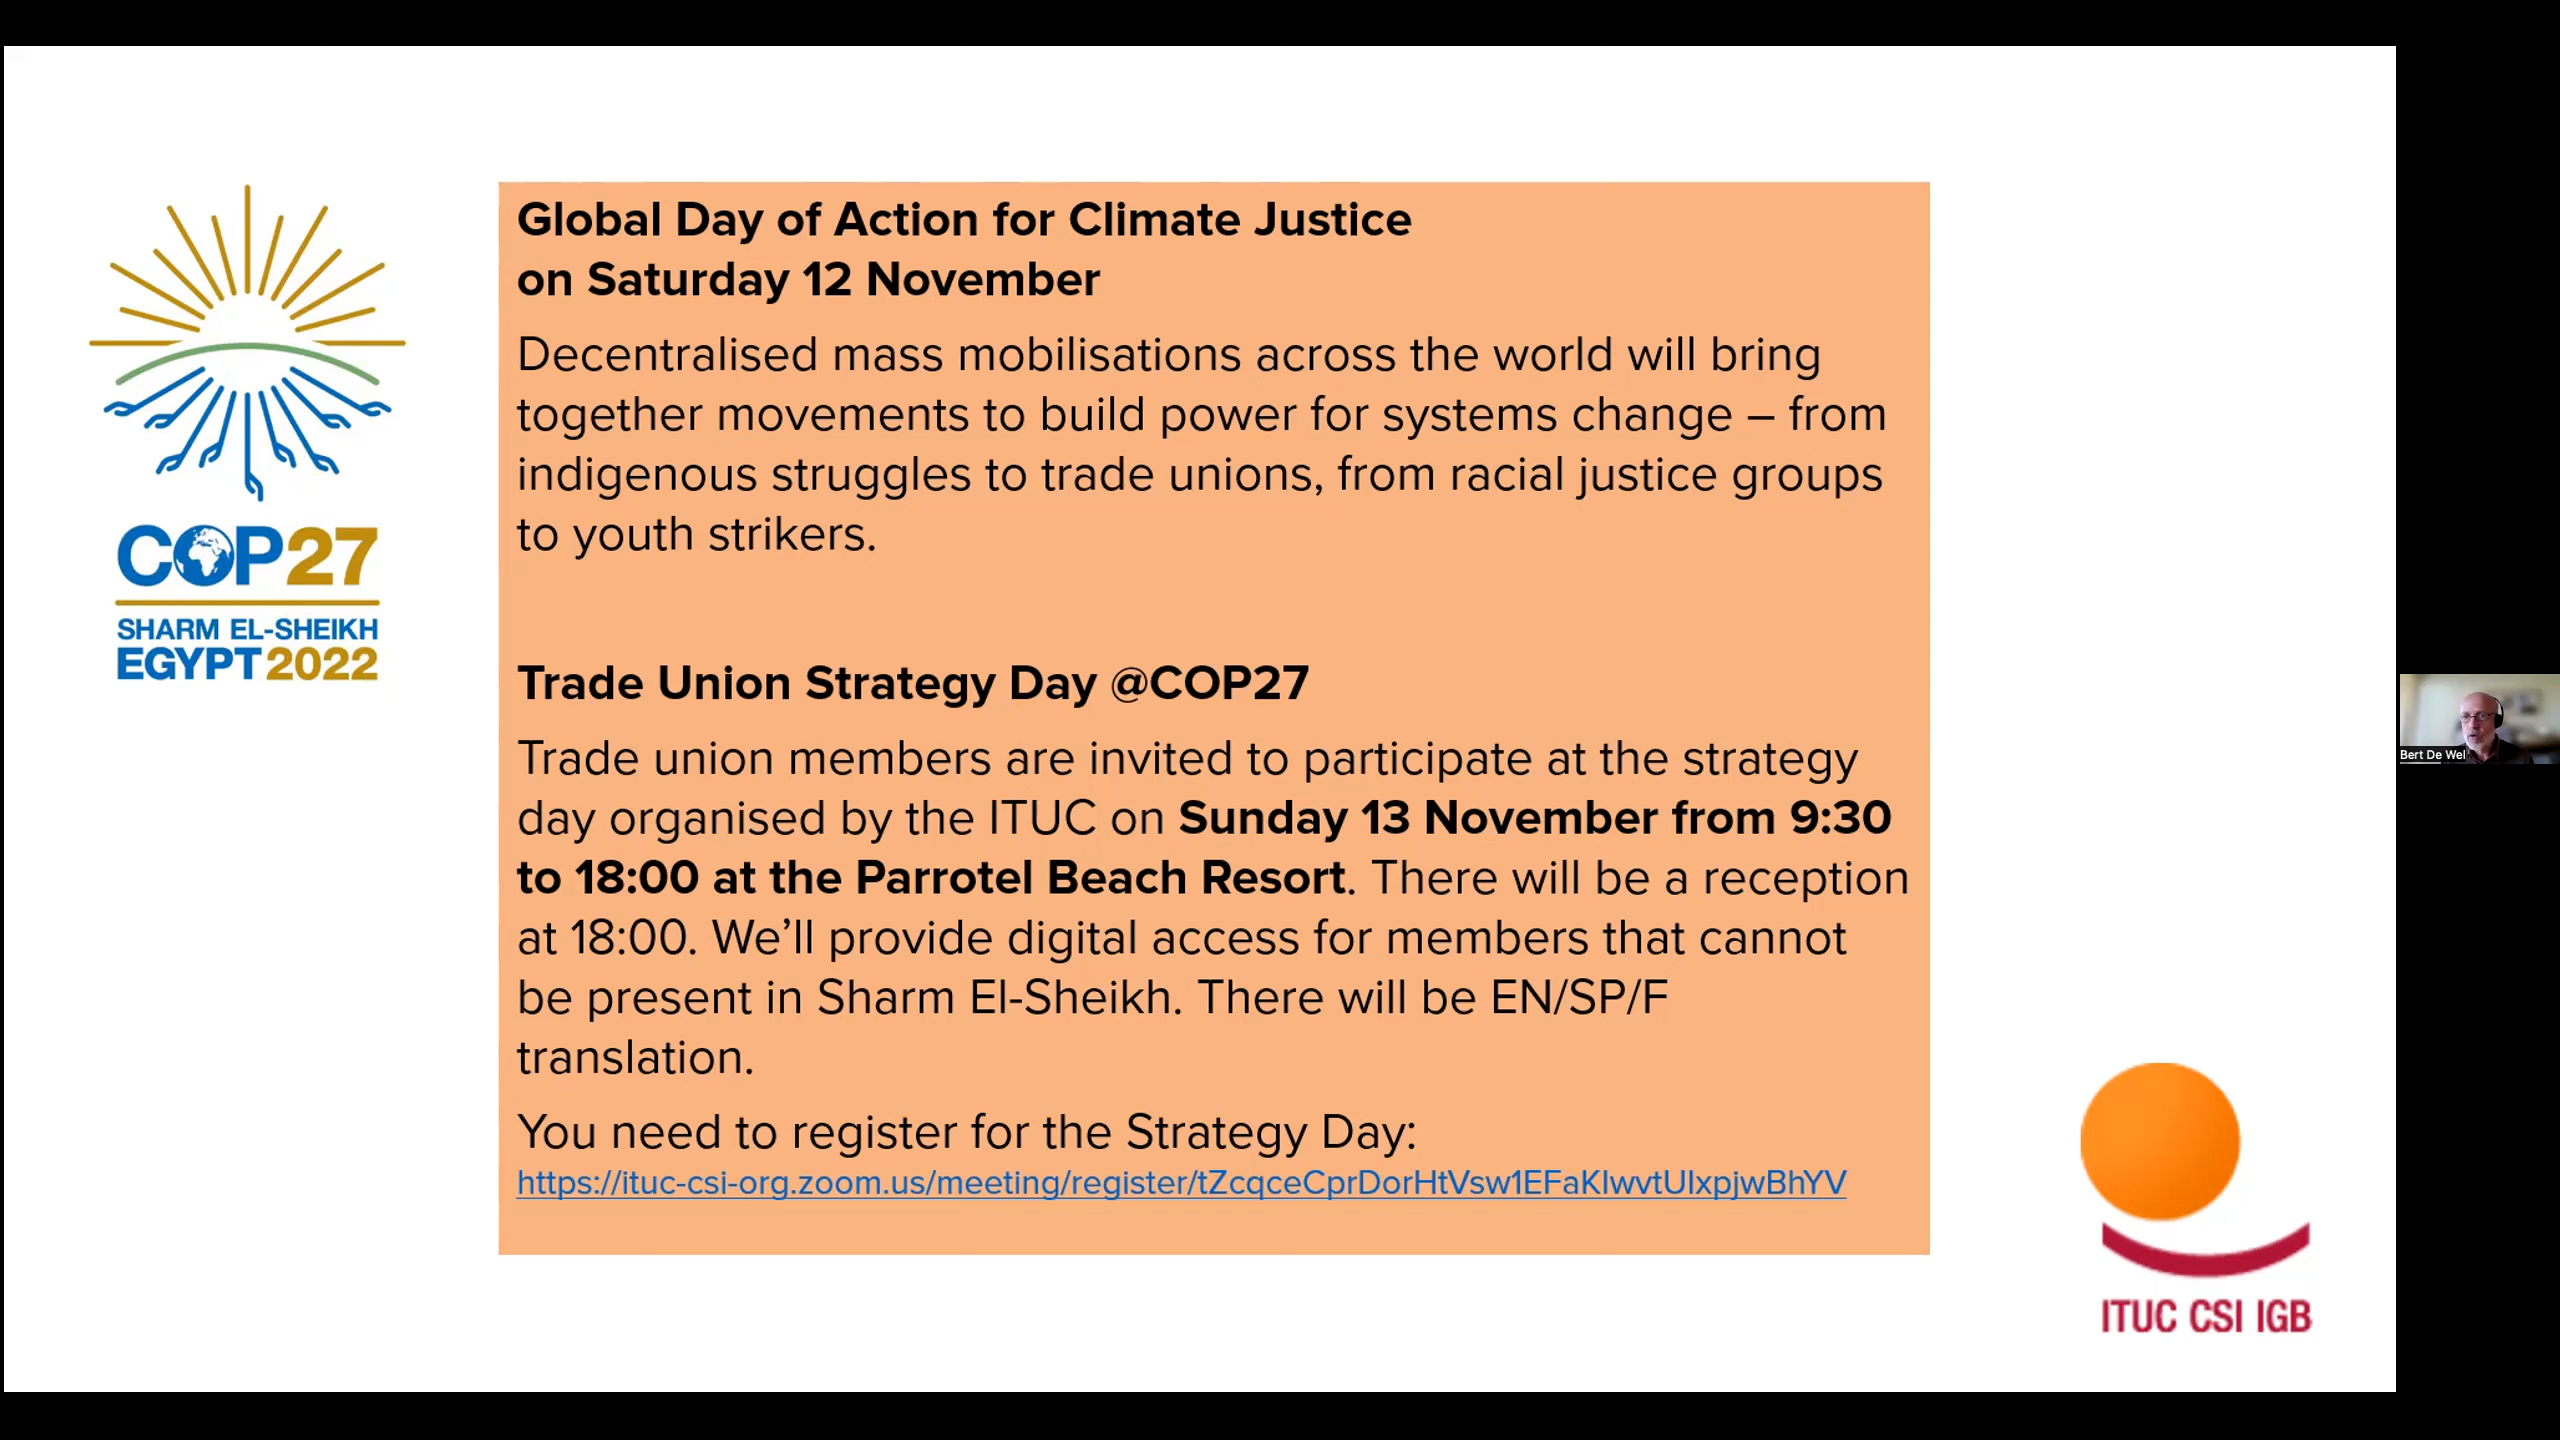 Global Day of Action for Climate Justice
on Saturday 12 November
Decentralised mass mobilisations across the world will bring
together movements to build power for systems change – from
indigenous struggles to trade unions, from racial justice groups
to youth strikers.
Trade Union Strategy Day @COP27
Trade union members are invited to participate at the strategy
day organised by the ITUC on Sunday 13 November from 9:30
to 18:00 at the Parrotel Beach Resort. There will be a reception
at 18:00. We’ll provide digital access for members that cannot
be present in Sharm El-Sheikh. There will be EN/SP/F
translation.
You need to register for the Strategy Day:
https://ituc-csi-org.zoom.us/meeting/register/tZcqceCprDorHtVsw1EFaKIwvtUIxpjwBhYV
COP27
SHARM EL-SHEIKH
EGYPT 2022
Bert De Wel
ITUC CSI IGB